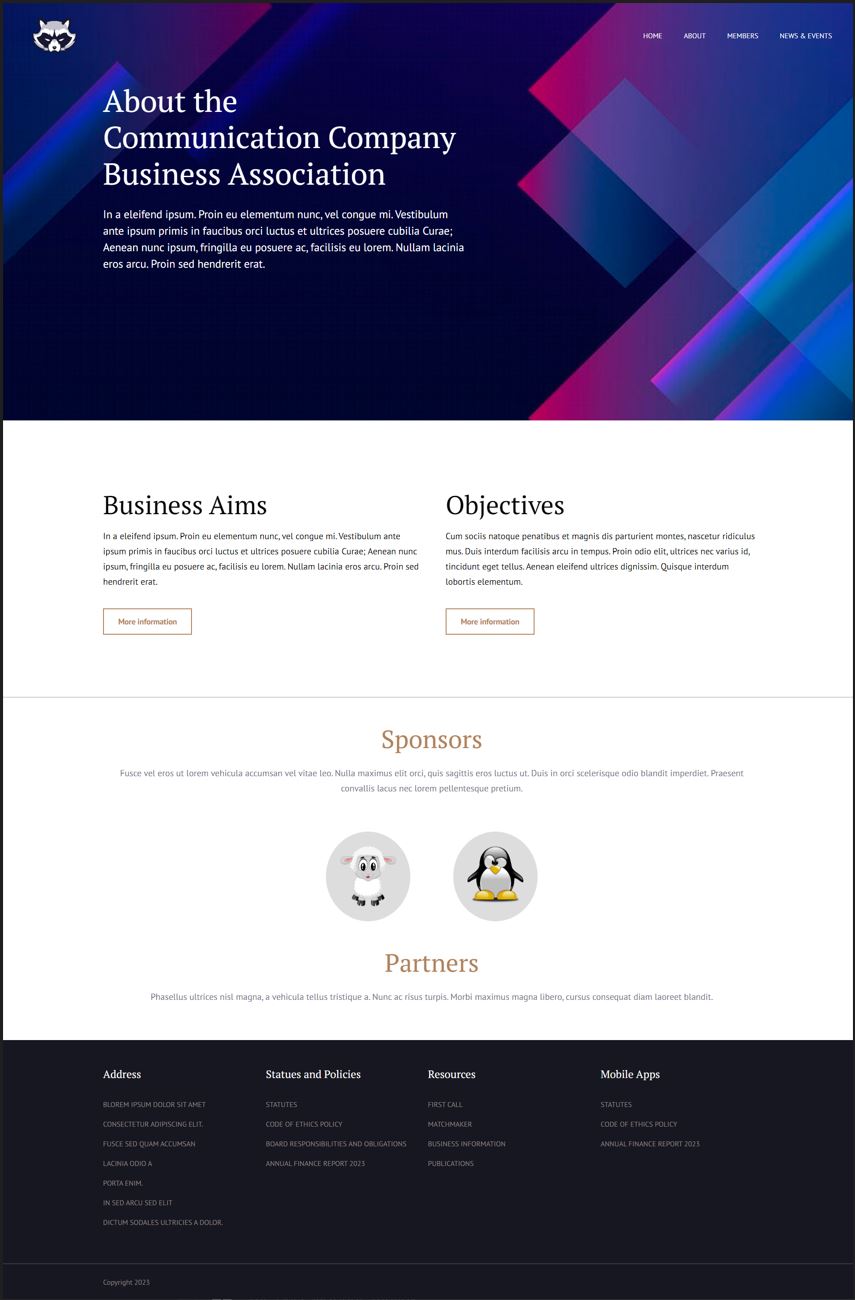 HOME ABOUT MEMBERS NEWS & EVENTS
About the
Communication Company
Business Association
In a eleifend ipsum. Proin eu elementum nunc, vel congue mi. Vestibulum
ante ipsum primis in faucibus orci luctus et ultrices posuere cubilia Curae;
Aenean nunc ipsum, fringilla eu posuere ac, facilisis eu lorem. Nullam lacinia
eros arcu. Proin sed hendrerit erat.
Business Aims
In a eleifend ipsum. Proin eu elementum nunc, vel congue mi. Vestibulum ante
ipsum primis in faucibus orci luctus et ultrices posuere cubilia Curae; Aenean nunc
ipsum, fringilla eu posuere ac, facilisis eu lorem. Nullam lacinia eros arcu. Proin sed
hendrerit erat.
More information
Objectives
Cum sociis natoque penatibus et magnis dis parturient montes, nascetur ridiculus
mus. Duis interdum facilisis arcu in tempus. Proin odio elit, ultrices nec varius id,
tincidunt eget tellus. Aenean eleifend ultrices dignissim. Quisque interdum
lobortis elementum.
More information
Sponsors
Fusce vel eros ut lorem vehicula accumsan vel vitae leo. Nulla maximus elit orci, quis sagittis eros luctus ut. Duis in orci scelerisque odio blandit imperdiet. Praesent
convallis lacus nec lorem pellentesque pretium.
Partners
Phasellus ultrices nisl magna, a vehicula tellus tristique a. Nunc ac risus turpis. Morbi maximus magna libero, cursus consequat diam laoreet blandit.
Address
BLOREM IPSUM DOLOR SIT AMET
CONSECTETUR ADIPISCING ELIT.
FUSCE SED QUAM ACCUMSAN
LACINIA ODIO A
PORTA ENIM.
IN SED ARCU SED ELIT
DICTUM SODALES ULTRICIES A DOLOR.
Statues and Policies
STATUTES
CODE OF ETHICS POLICY
BOARD RESPONSIBILITIES AND OBLIGATIONS
ANNUAL FINANCE REPORT 2023
Resources
FIRST CALL
MATCHMAKER
BUSINESS INFORMATION
PUBLICATIONS
Mobile Apps
STATUTES
CODE OF ETHICS POLICY
ANNUAL FINANCE REPORT 2023
Copyright 2023